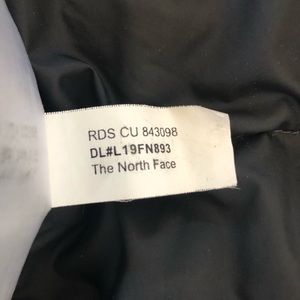 RDS CU 843098
DL#L19FN893
The North Face